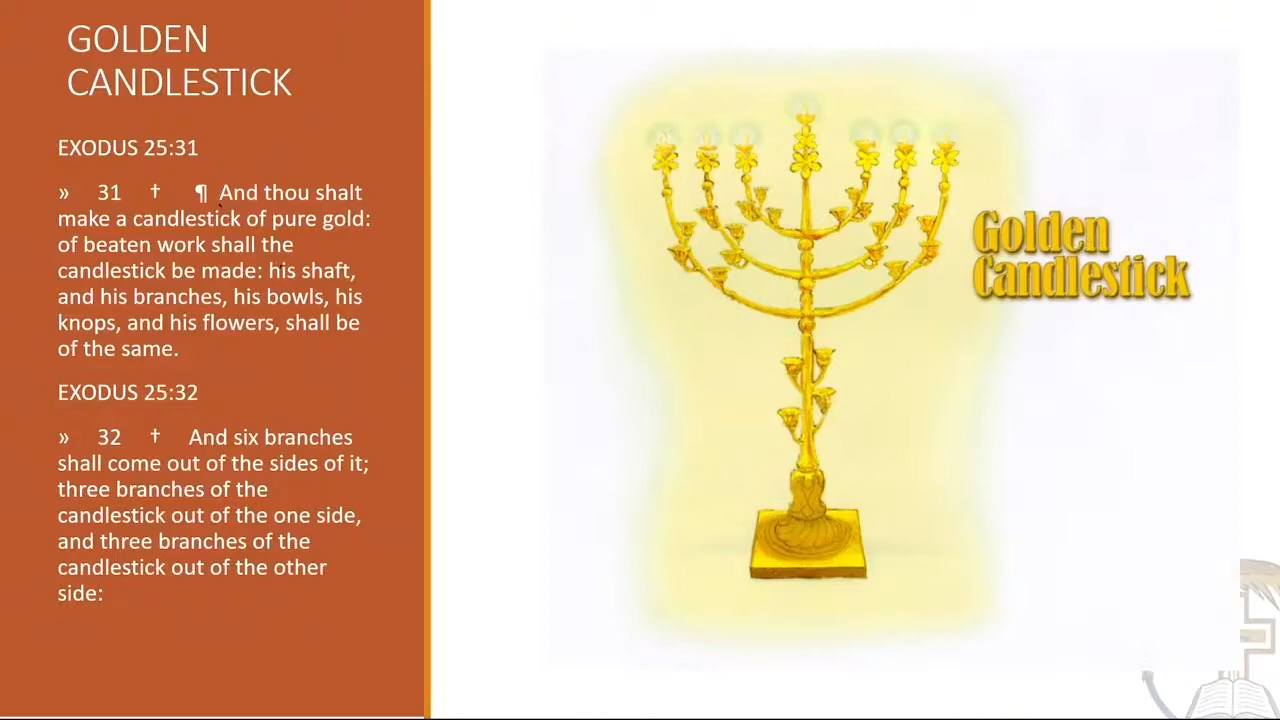 GOLDEN
CANDLESTICK
EXODUS 25:31
» 31 † ¶ And thou shalt
make a candlestick of pure gold:
of beaten work shall the
candlestick be made: his shaft,
and his branches, his bowls, his
knops, and his flowers, shall be
of the same.
EXODUS 25:32
» 32 † And six branches
shall come out of the sides of it;
three branches of the
candlestick out of the one side,
and three branches of the
candlestick out of the other
side:
Golden
Candlestick